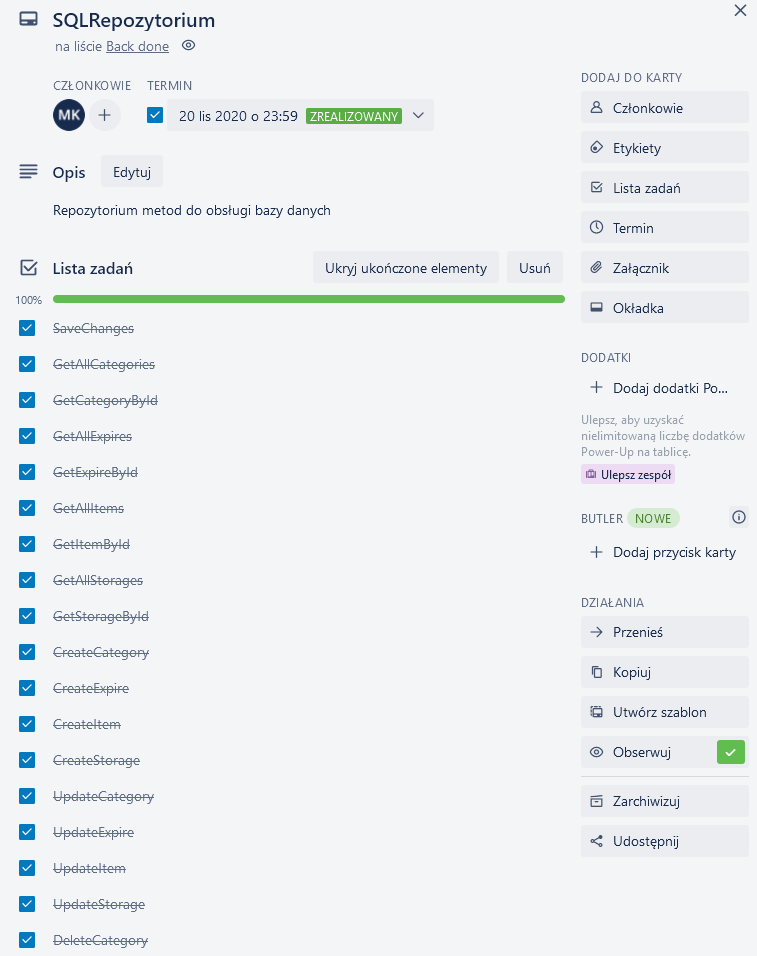 SQLRepozytorium
na liście Back done
CZŁONKOWIE TERMIN
MK
20 lis 2020 o 23:59 ZREALIZOWANY
Opis Edytuj
Repozytorium metod do obsługi bazy danych
Lista zadań Ukryj ukończone elementy Usuń
100%
SaveChanges
GetAllCategories
GetCategoryById
GetAllExpires
GetExpireById
GetAllItems
GetItemById
GetAllStorages
GetStorageById
CreateCategory
CreateExpire
CreateItem
CreateStorage
UpdateCategory
UpdateExpire
UpdateItem
UpdateStorage
DeleteCategory
DODAJ DO KARTY
Członkowie
Etykiety
Lista zadań
Termin
Załącznik
Okładka
DODATKI
Dodaj dodatki Po...
Ulepsz, aby uzyskać
nielimitowaną liczbę dodatków
Power-Up na tablicę.
Ulepsz zespół
BUTLER NOWE
Dodaj przycisk karty
DZIAŁANIA
Przenieś
Kopiuj
Utwórz szablon
Obserwuj
Zarchiwizuj
Udostępnij